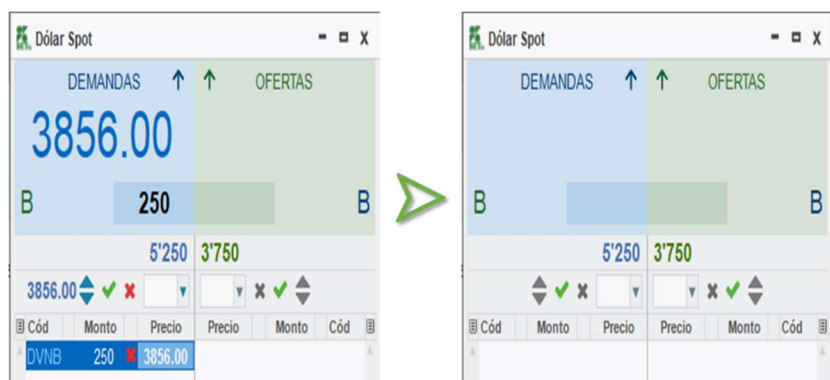 Dólar Spot
DEMANDAS OFERTAS
3856.00
B 250 B
5'250 3'750
3856.00
Cód Monto Precio Precio Monto Cód
DVNB 250 3856.00
Dólar Spot
DEMANDAS OFERTAS
B B
5'250 3'750
Cód Monto Precio Precio Monto Cód